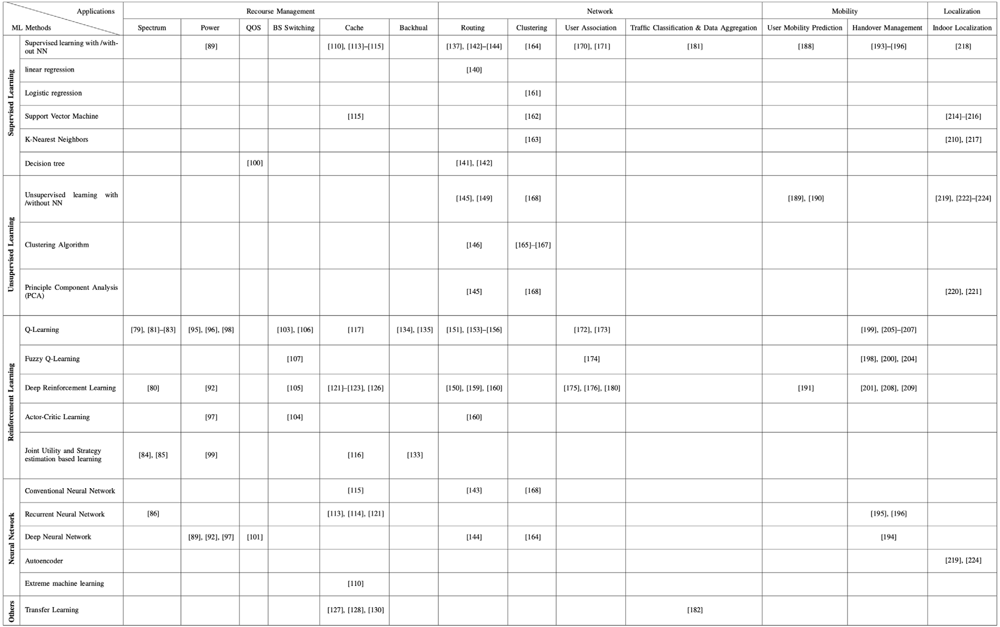 Applications
ML Methods
Recourse Management
Network
Mobility
Localization
Spectrum
Power
QOS
BS Switching
Cache
Backhual
Routing
Clustering
User Association
Traffic Classification & Data Aggregation
User Mobility Prediction
Handover Management
Indoor Localization
Supervised Learning
Supervised learning with /with-
out NN
[89]
[110], [113]–[115]
[137], [142]–[144]
[164]
[170], [171]
[181]
[188]
[193]–[196]
[218]
linear regression
[140]
Logistic regression
[161]
Support Vector Machine
[115]
[162]
[214]–[216]
K-Nearest Neighbors
[163]
[210], [217]
Decision tree
[100]
[141], [142]
Unsupervised Learning
Unsupervised learning with
/without NN
[145], [149]
[168]
[189], [190]
[219], [222]–[224]
Clustering Algorithm
[146]
[165]–[167]
Principle Component Analysis
(PCA)
[145]
[168]
[220], [221]
Reinforcement Learning
Q-Learning
[79], [81]–[83]
[95], [96], [98]
[103], [106]
[117]
[134], [135]
[151], [153]–[156]
[172], [173]
[199], [205]–[207]
Fuzzy Q-Learning
[107]
[174]
[198], [200], [204]
Deep Reinforcement Learning
[80]
[92]
[105]
[121]–[123], [126]
[150], [159], [160]
[175], [176], [180]
[191]
[201], [208], [209]
Actor-Critic Learning
[97]
[104]
[160]
Joint Utility and Strategy
estimation based learning
[84], [85]
[99]
[116]
[133]
Neural Network
Conventional Neural Network
[115]
[143]
[168]
Recurrent Neural Network
[86]
[113], [114], [121]
[195], [196]
Deep Neural Network
[89], [92], [97]
[101]
[144]
[164]
[194]
Autoencoder
[219], [224]
Extreme machine learning
[110]
Others
Transfer Learning
[127], [128], [130]
[182]